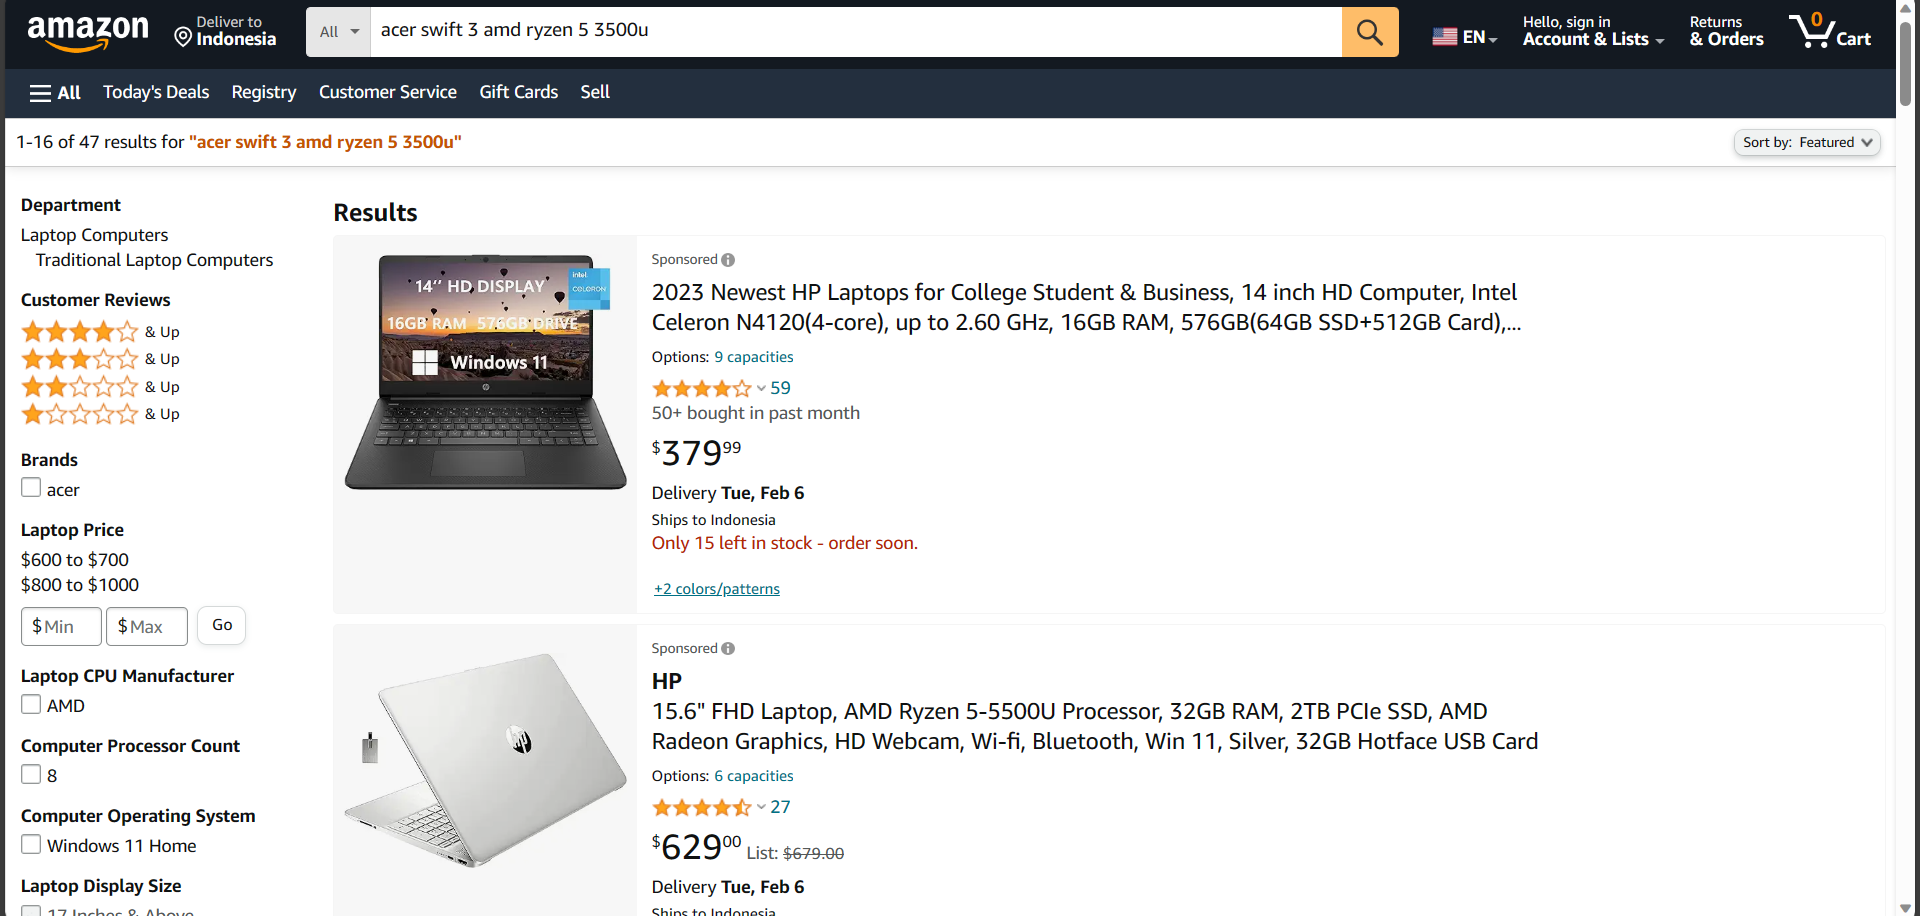 amazon
Deliver to
Indonesia
All
acer swift 3 amd ryzen 5 3500u
EN
Hello, sign in
Account & Lists
Returns
& Orders
0
Cart
All
Today's Deals
Registry
Customer Service
Gift Cards
Sell
1-16 of 47 results for "acer swift 3 amd ryzen 5 3500u"
Sort by: Featured
Department
Laptop Computers
Traditional Laptop Computers
Customer Reviews
& Up
& Up
& Up
& Up
Brands
acer
Laptop Price
$600 to $700
$800 to $1000
$ Min
$ Max
Go
Laptop CPU Manufacturer
AMD
Computer Processor Count
8
Computer Operating System
Windows 11 Home
Laptop Display Size
17 Inches & Above
Results
14″ HD DISPLAY
intel
CELERON
16GB RAM 576GB DRIVE
Windows 11
hp
Sponsored
2023 Newest HP Laptops for College Student & Business, 14 inch HD Computer, Intel
Celeron N4120(4-core), up to 2.60 GHz, 16GB RAM, 576GB(64GB SSD+512GB Card),...
Options: 9 capacities
59
50+ bought in past month
$379 99
Delivery Tue, Feb 6
Ships to Indonesia
Only 15 left in stock - order soon.
+2 colors/patterns
hp
Sponsored
HP
15.6" FHD Laptop, AMD Ryzen 5-5500U Processor, 32GB RAM, 2TB PCIe SSD, AMD
Radeon Graphics, HD Webcam, Wi-fi, Bluetooth, Win 11, Silver, 32GB Hotface USB Card
Options: 6 capacities
27
$629 00 List: $679.00
Delivery Tue, Feb 6
Ships to Indonesia